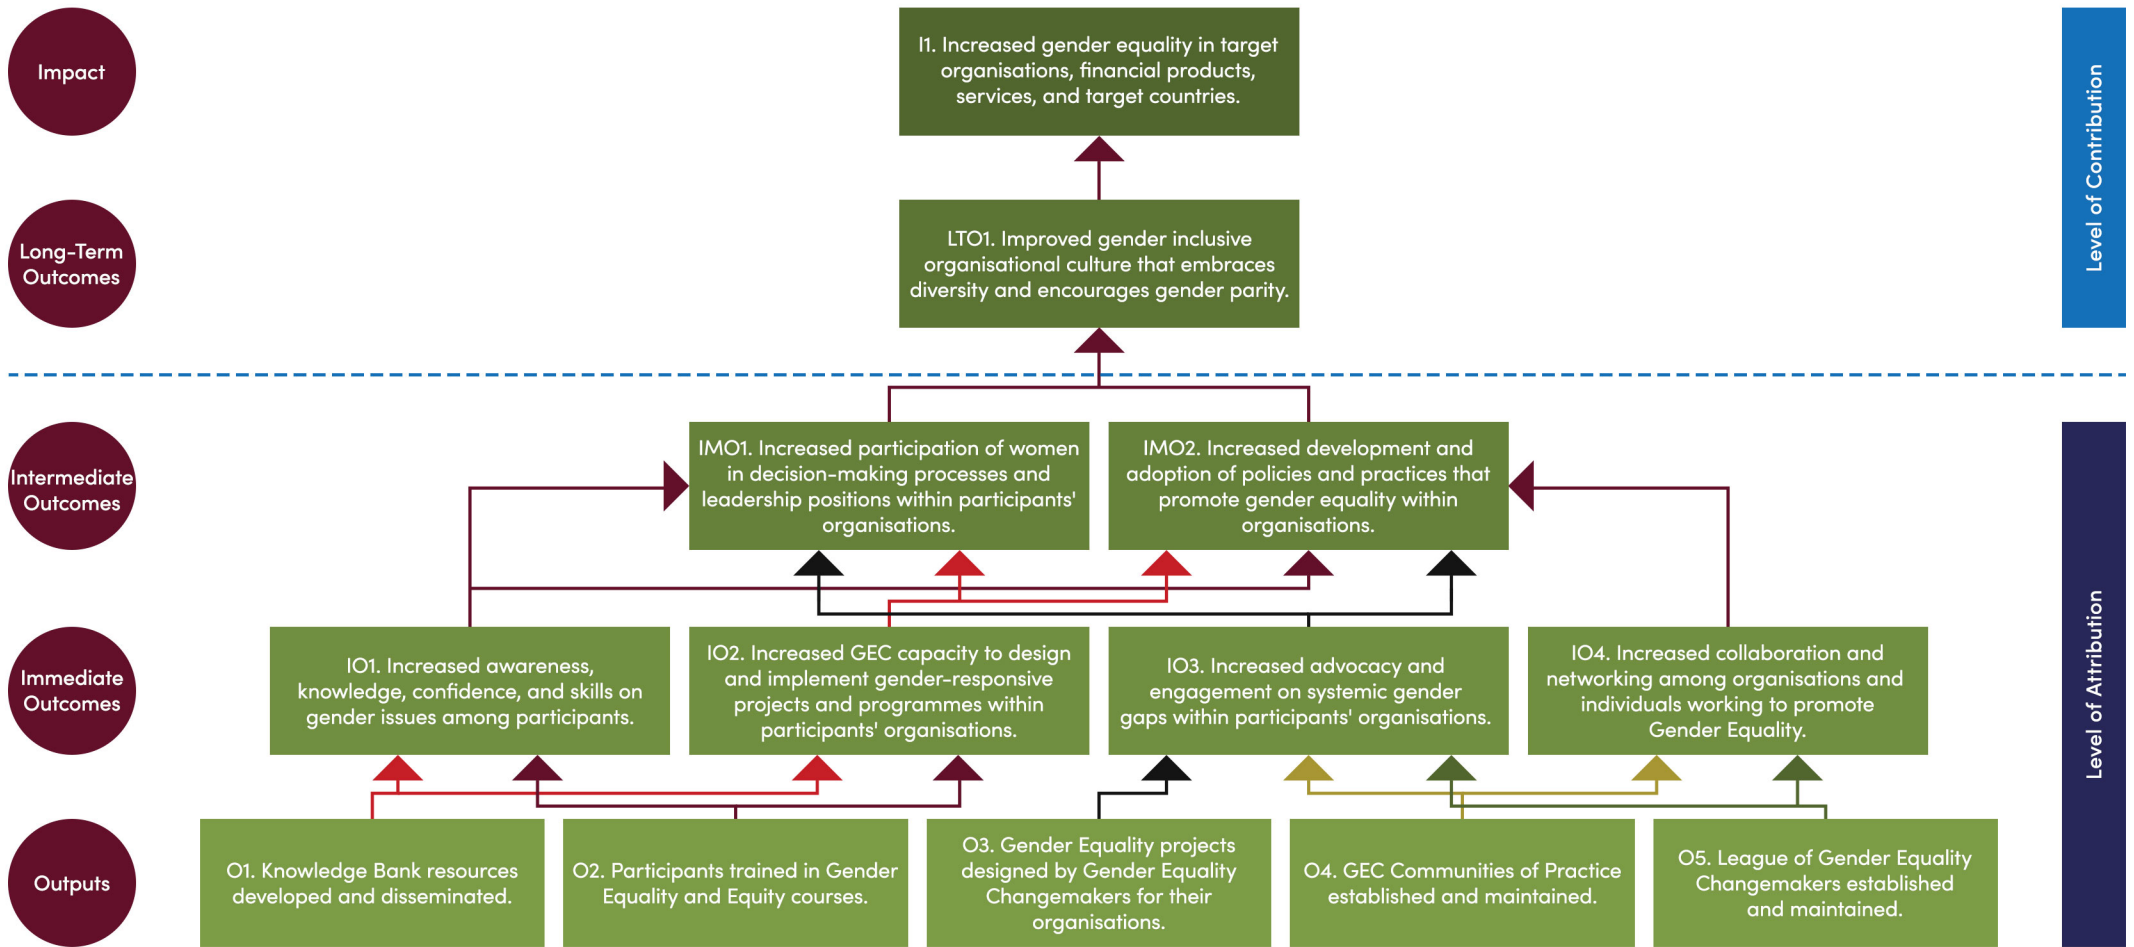 Impact
I1. Increased gender equality in target
organisations, financial products,
services, and target countries.
Level of Contribution
Long-Term
Outcomes
LTO1. Improved gender inclusive
organisational culture that embraces
diversity and encourages gender parity.
Intermediate
Outcomes
IMO1. Increased participation of women
in decision-making processes and
leadership positions within participants'
organisations.
IMO2. Increased development and
adoption of policies and practices that
promote gender equality within
organisations.
Level of Attribution
Immediate
Outcomes
IO1. Increased awareness,
knowledge, confidence, and skills on
gender issues among participants.
IO2. Increased GEC capacity to design
and implement gender-responsive
projects and programmes within
participants' organisations.
IO3. Increased advocacy and
engagement on systemic gender
gaps within participants' organisations.
IO4. Increased collaboration and
networking among organisations and
individuals working to promote
Gender Equality.
Outputs
O1. Knowledge Bank resources
developed and disseminated.
O2. Participants trained in Gender
Equality and Equity courses.
O3. Gender Equality projects
designed by Gender Equality
Changemakers for their
organisations.
O4. GEC Communities of Practice
established and maintained.
O5. League of Gender Equality
Changemakers established
and maintained.